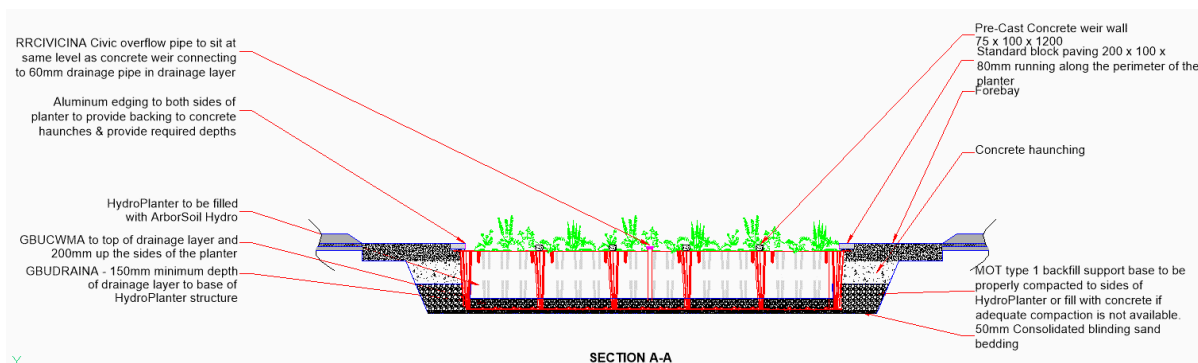 RRCIVICINA Civic overflow pipe to sit at
same level as concrete weir connecting
to 60mm drainage pipe in drainage layer
Aluminum edging to both sides of
planter to provide backing to concrete
haunches & provide required depths
HydroPlanter to be filled
with ArborSoil Hydro
GBUCWMA to top of drainage layer and
200mm up the sides of the planter
GBUDRAINA - 150mm minimum depth
of drainage layer to base of
HydroPlanter structure
Pre-Cast Concrete weir wall
75 x 100 x 1200
Standard block paving 200 x 100 x
80mm running along the perimeter of the
planter
Forebay
Concrete haunching
MOT type 1 backfill support base to be
properly compacted to sides of
HydroPlanter or fill with concrete if
adequate compaction is not available.
50mm Consolidated blinding sand
bedding
SECTION A-A
Y